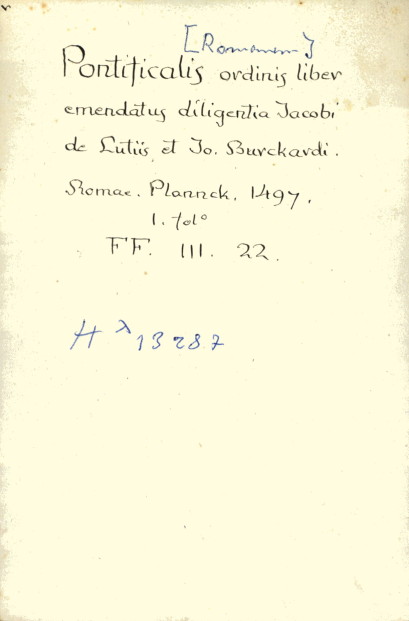 [Romanum]
Pontificalis ordinis liber
emendatus diligentia Jacobi
de Lutiis et Jo. Burckardi.
Romae. Plannck. 1497.
1. fol°
FF. III. 22.
H 13287